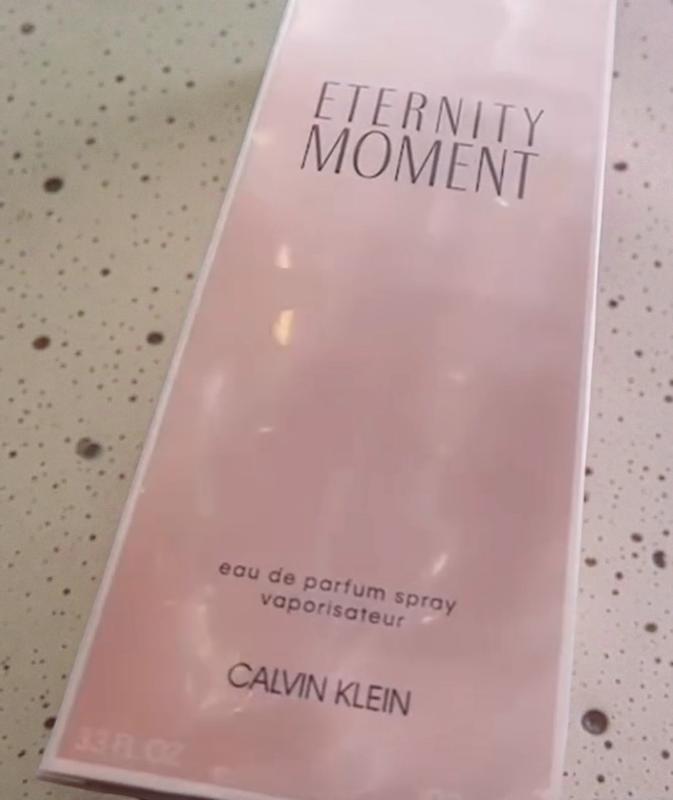 ETERNITY
MOMENT
eau de parfum spray
vaporisateur
CALVIN KLEIN
3.3 FL OZ